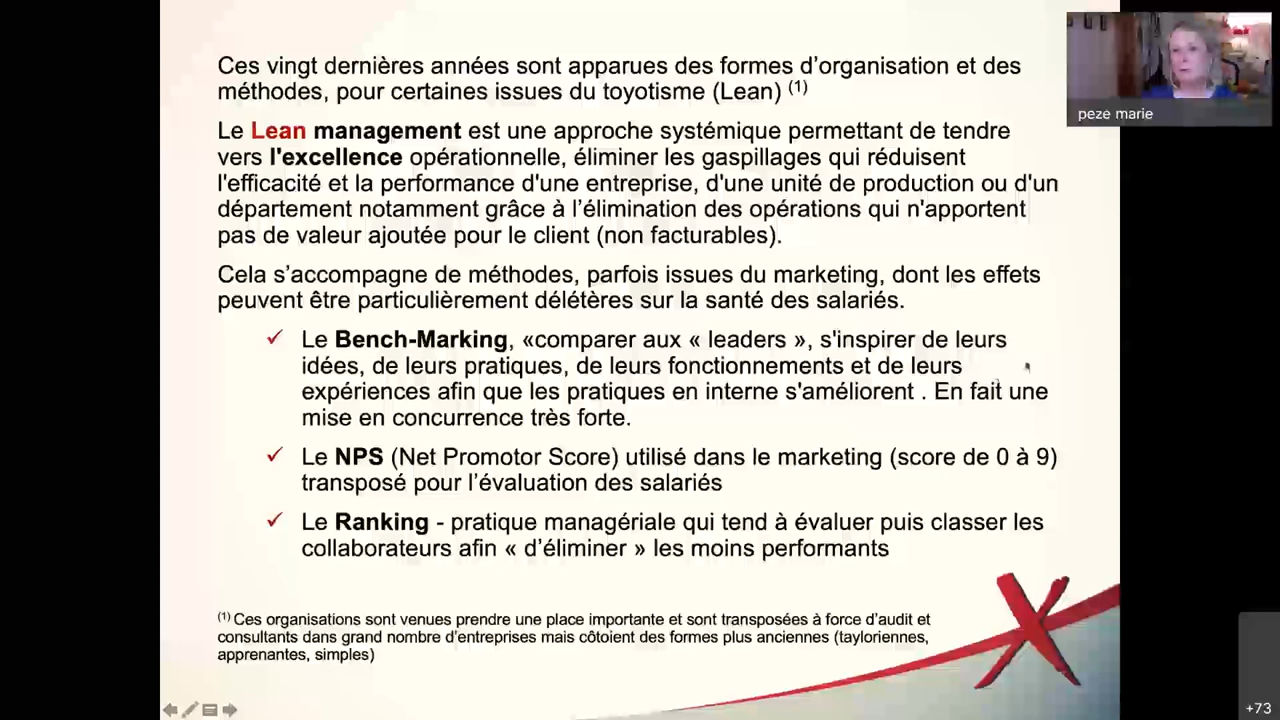 Ces vingt dernières années sont apparues des formes d'organisation et des
méthodes, pour certaines issues du toyotisme (Lean) (1)
Le Lean management est une approche systémique permettant de tendre
vers l'excellence opérationnelle, éliminer les gaspillages qui réduisent
l'efficacité et la performance d'une entreprise, d'une unité de production ou d'un
département notamment grâce à l'élimination des opérations qui n'apportent
pas de valeur ajoutée pour le client (non facturables).
Cela s'accompagne de méthodes, parfois issues du marketing, dont les effets
peuvent être particulièrement délétères sur la santé des salariés.
✓ Le Bench-Marking, «comparer aux « leaders », s'inspirer de leurs
idées, de leurs pratiques, de leurs fonctionnements et de leurs
expériences afin que les pratiques en interne s'améliorent . En fait une
mise en concurrence très forte.
✓ Le NPS (Net Promotor Score) utilisé dans le marketing (score de 0 à 9)
transposé pour l'évaluation des salariés
✓ Le Ranking - pratique managériale qui tend à évaluer puis classer les
collaborateurs afin « d'éliminer » les moins performants
(1) Ces organisations sont venues prendre une place importante et sont transposées à force d'audit et
consultants dans grand nombre d'entreprises mais côtoient des formes plus anciennes (tayloriennes,
apprenantes, simples)
peze marie
+73